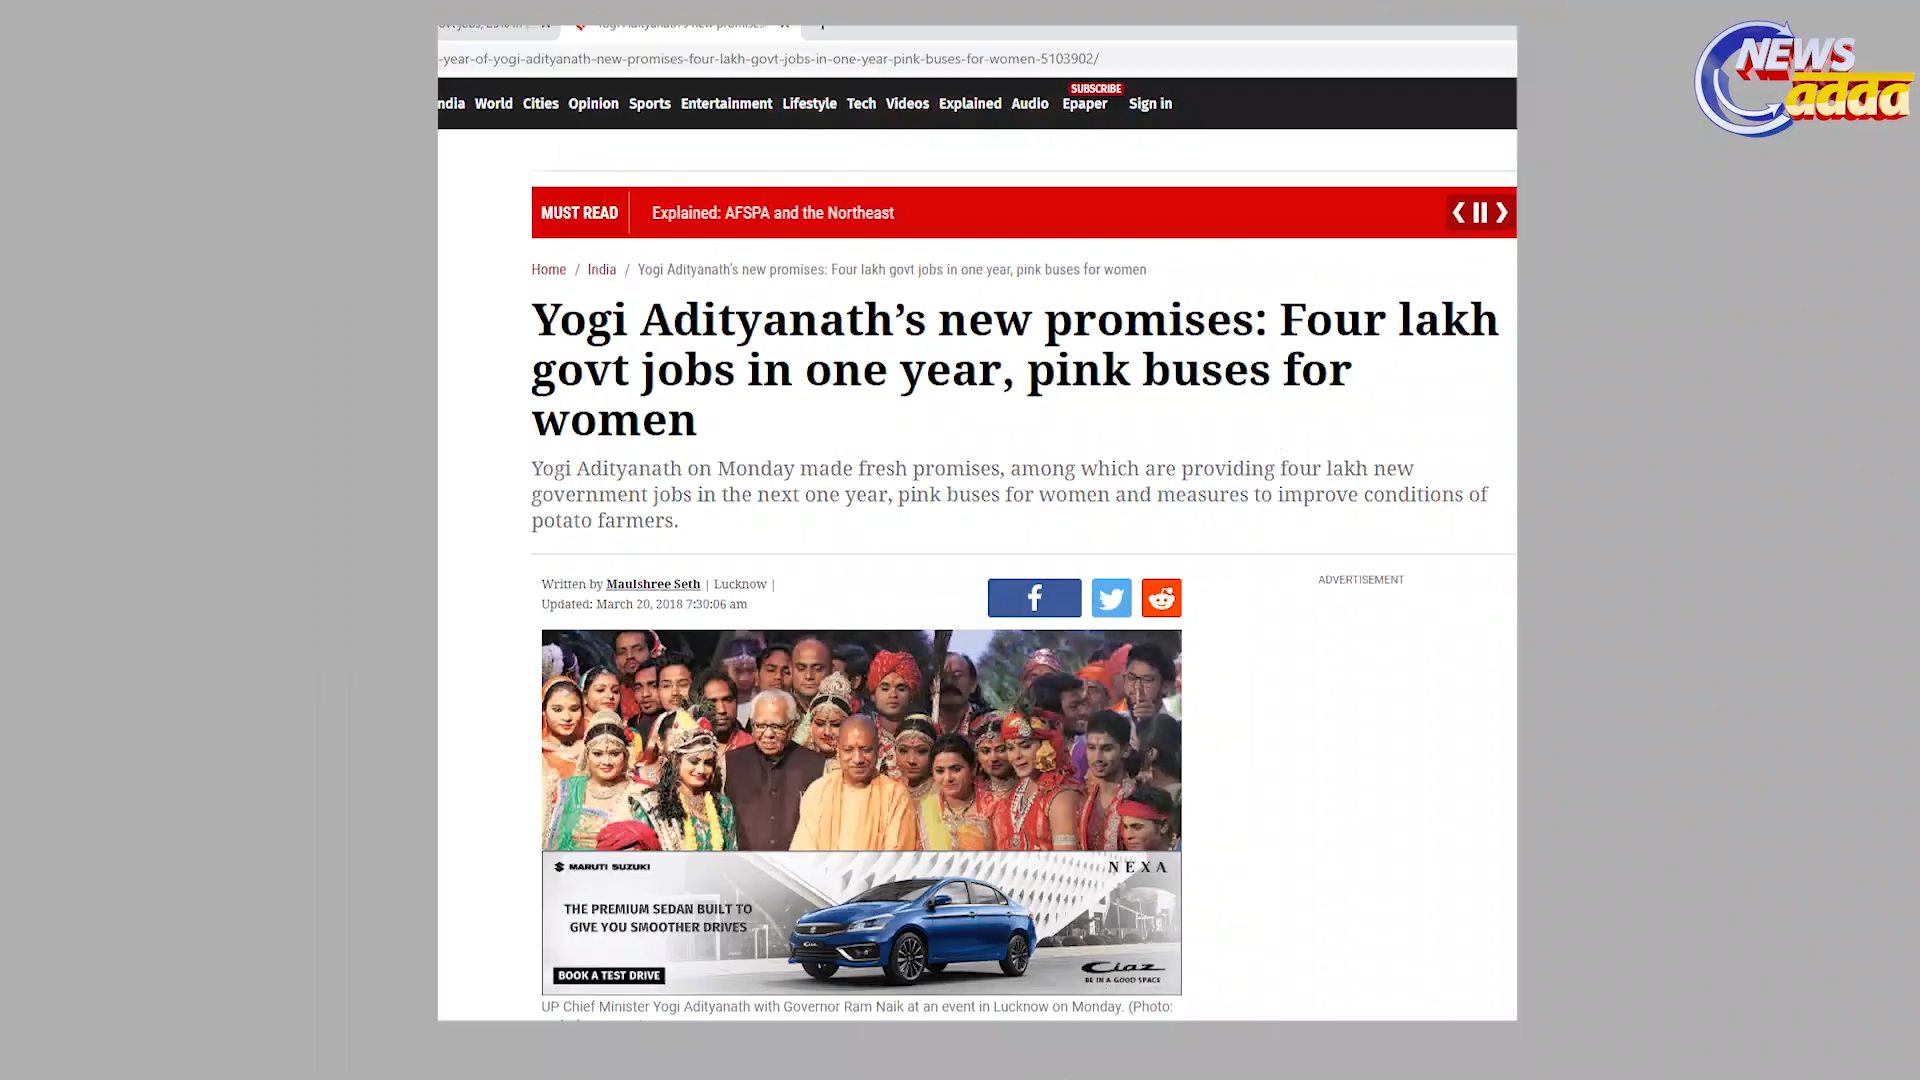 NEWS
adda
-year-of-yogi-adityanath-new-promises-four-lakh-govt-jobs-in-one-year-pink-buses-for-women-5103902/
ndia World Cities Opinion Sports Entertainment Lifestyle Tech Videos Explained Audio Epaper Sign in
SUBSCRIBE
MUST READ Explained: AFSPA and the Northeast
Home / India / Yogi Adityanath's new promises: Four lakh govt jobs in one year, pink buses for women
Yogi Adityanath’s new promises: Four lakh
govt jobs in one year, pink buses for
women
Yogi Adityanath on Monday made fresh promises, among which are providing four lakh new
government jobs in the next one year, pink buses for women and measures to improve conditions of
potato farmers.
Written by Maulshree Seth | Lucknow |
Updated: March 20, 2018 7:30:06 am
ADVERTISEMENT
MARUTI SUZUKI
NEXA
THE PREMIUM SEDAN BUILT TO
GIVE YOU SMOOTHER DRIVES
BOOK A TEST DRIVE
Ciaz
BE IN A GOOD SPACE
UP Chief Minister Yogi Adityanath with Governor Ram Naik at an event in Lucknow on Monday. (Photo: